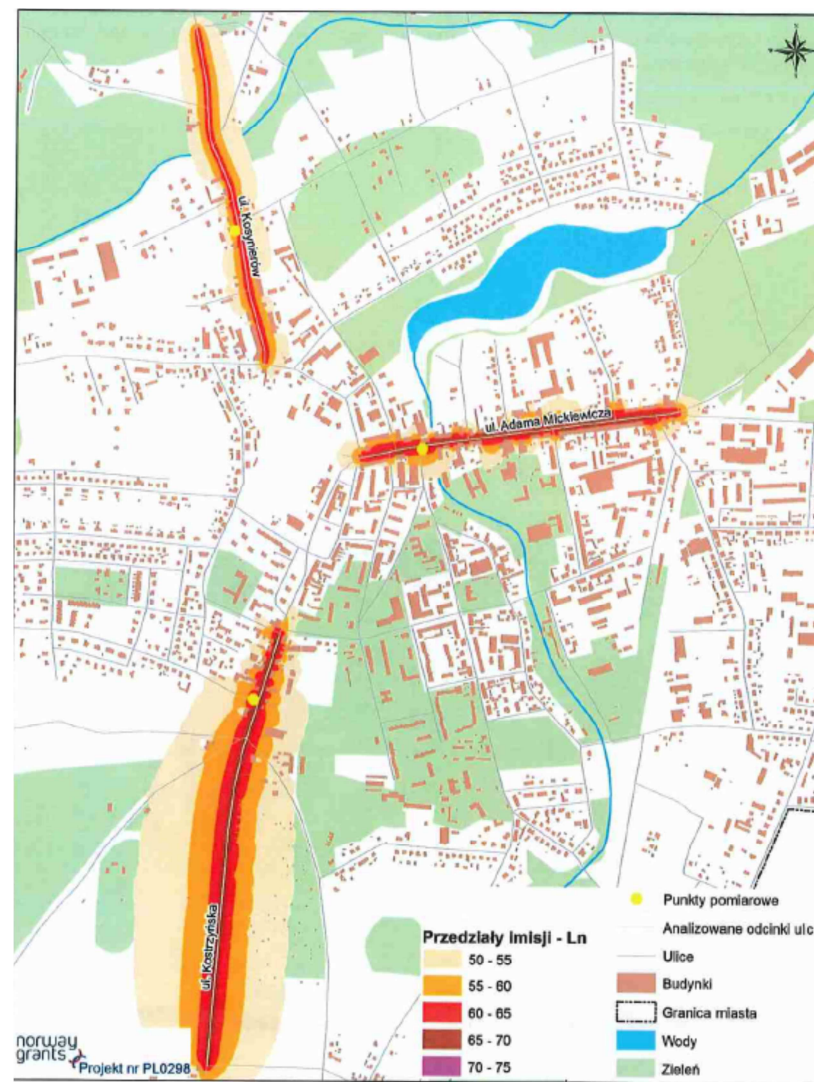 ul. Kosynierów
ul. Adama Mickiewicza
ul. Kostrzyńska
Przedziały imisji - Ln
50 - 55
55 - 60
60 - 65
65 - 70
70 - 75
Punkty pomiarowe
Analizowane odcinki ulc
Ulice
Budynki
Granica miasta
Wody
Zieleń
norway
grants
Projekt nr PL0298